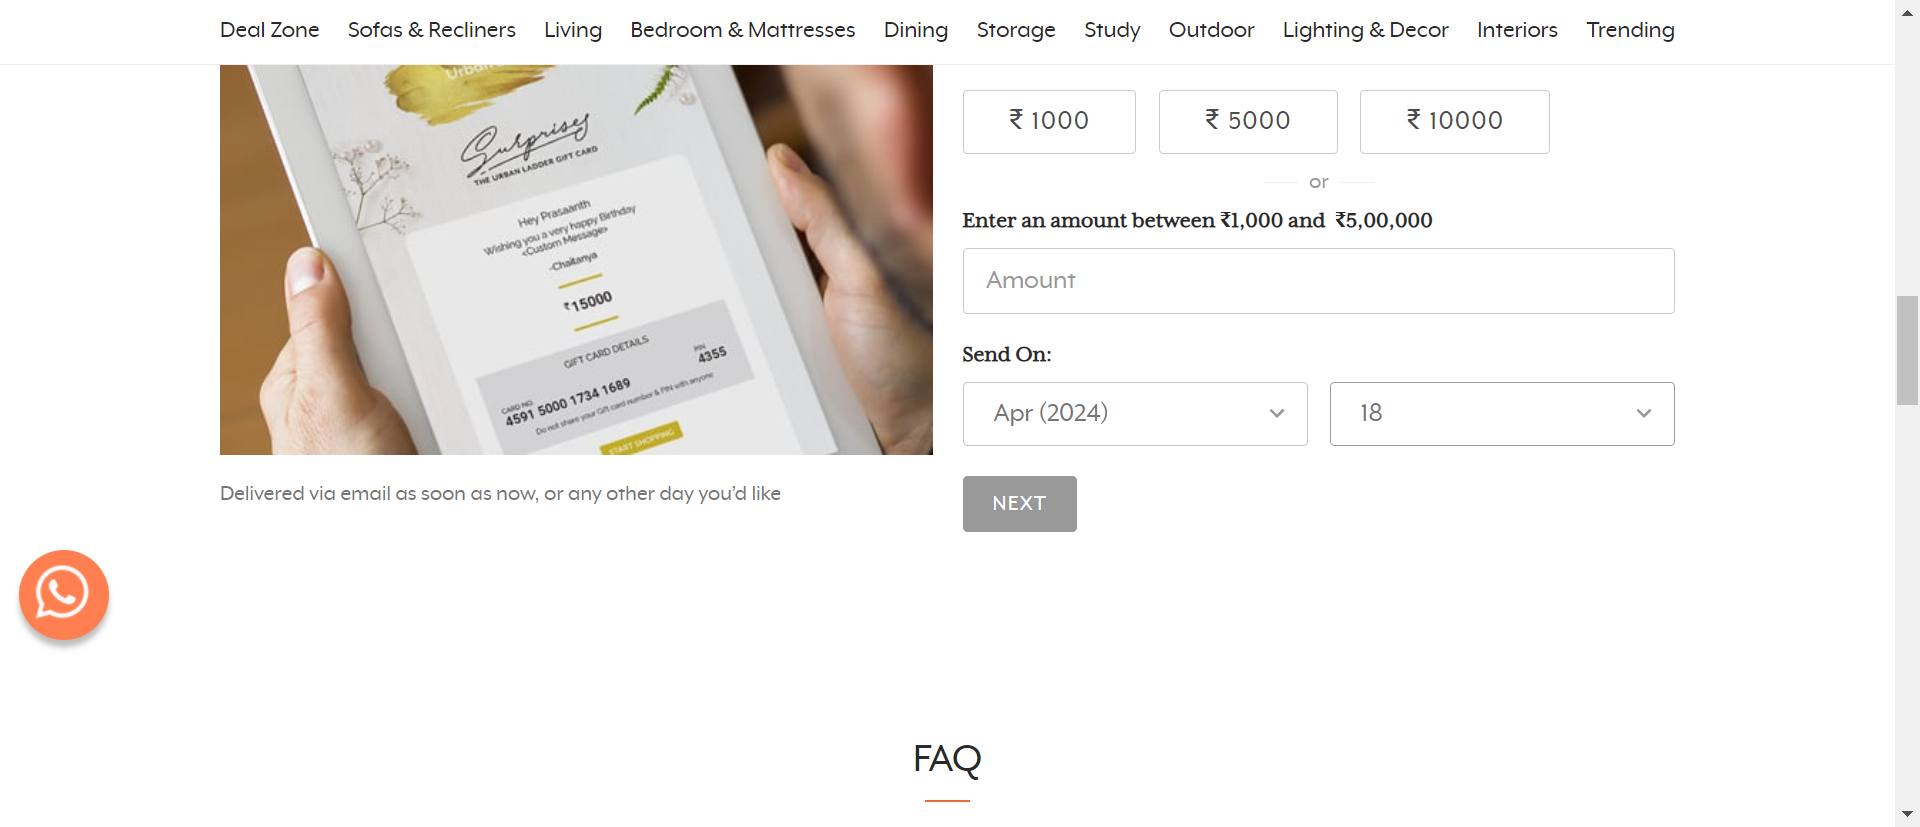 Deal Zone Sofas & Recliners Living Bedroom & Mattresses Dining Storage Study Outdoor Lighting & Decor Interiors Trending
Surprises
THE URBAN LADDER GIFT CARD
Hey Prasaanth
Wishing you a very happy Birthday
<Custom Message>
-Chaitanya
₹15000
GIFT CARD DETAILS
CARD NO.
4591 5000 1734 1689
PIN
4355
Do not share your Gift card number & PIN with anyone
START SHOPPING
Delivered via email as soon as now, or any other day you’d like
₹ 1000 ₹ 5000 ₹ 10000
or
Enter an amount between ₹1,000 and ₹5,00,000
Amount
Send On:
Apr (2024) 18
NEXT
FAQ